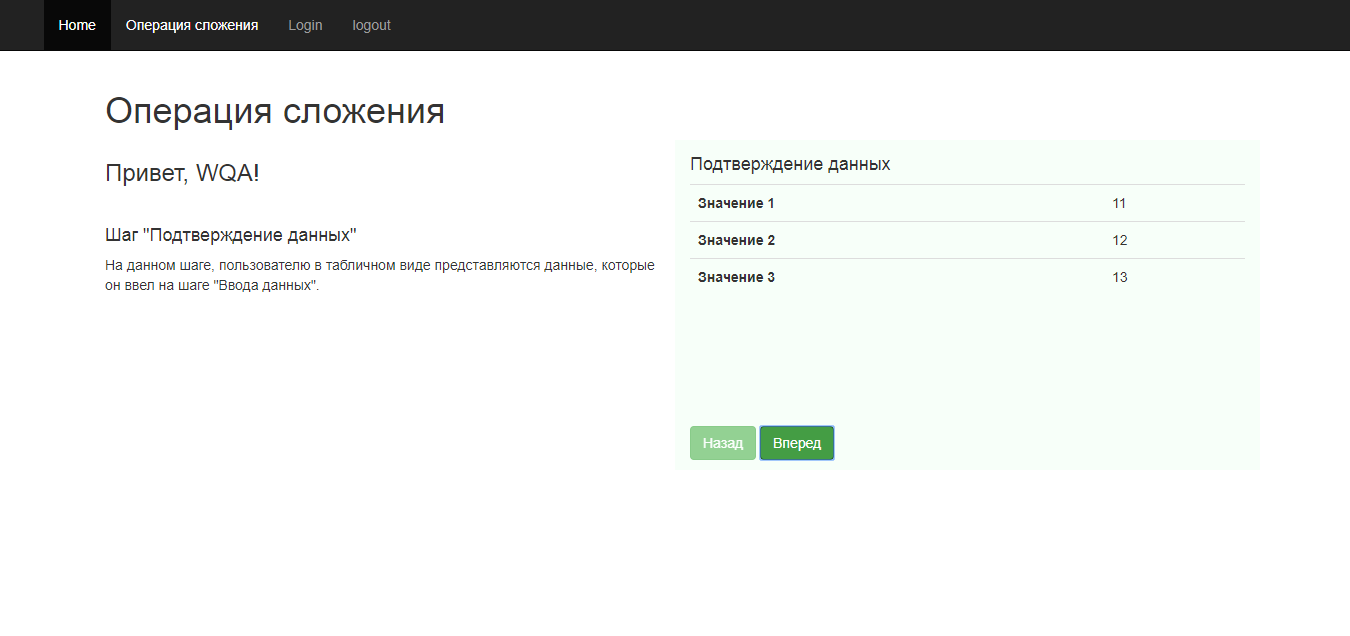 Home Операция сложения Login logout
Операция сложения
Привет, WQA!
Шаг "Подтверждение данных"
На данном шаге, пользователю в табличном виде представляются данные, которые
он ввел на шаге "Ввода данных".
Подтверждение данных
Значение 1 11
Значение 2 12
Значение 3 13
Назад Вперед